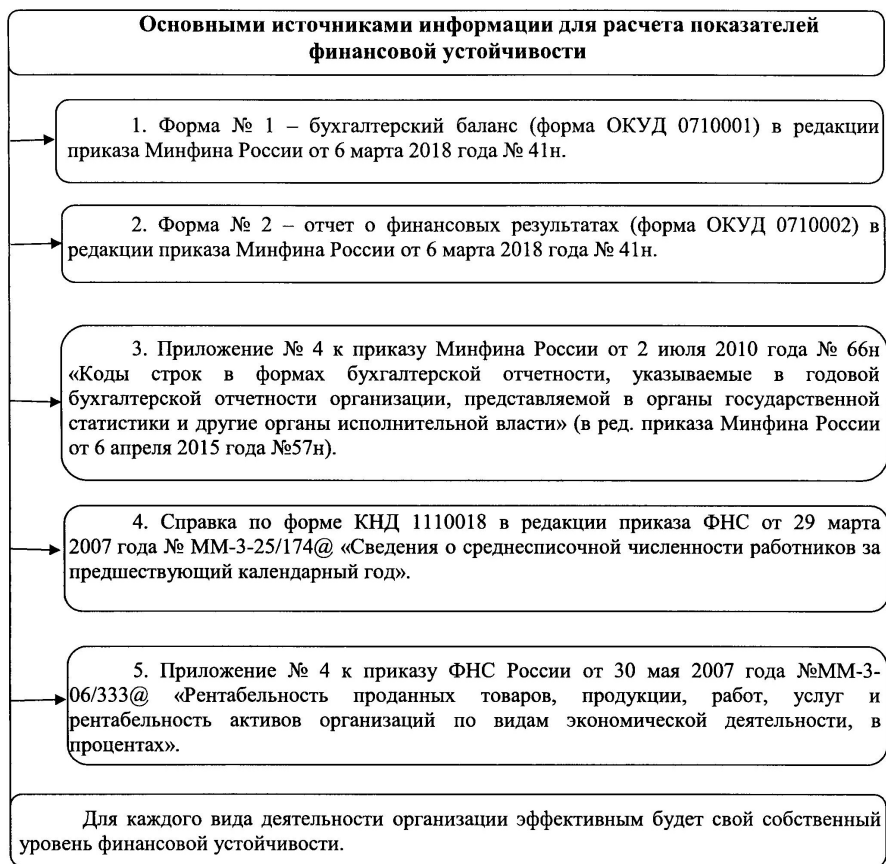 Основными источниками информации для расчета показателей
финансовой устойчивости
1. Форма № 1 – бухгалтерский баланс (форма ОКУД 0710001) в редакции
приказа Минфина России от 6 марта 2018 года № 41н.
2. Форма № 2 – отчет о финансовых результатах (форма ОКУД 0710002) в
редакции приказа Минфина России от 6 марта 2018 года № 41н.
3. Приложение № 4 к приказу Минфина России от 2 июля 2010 года № 66н
«Коды строк в формах бухгалтерской отчетности, указываемые в годовой
бухгалтерской отчетности организации, представляемой в органы государственной
статистики и другие органы исполнительной власти» (в ред. приказа Минфина России
от 6 апреля 2015 года №57н).
4. Справка по форме КНД 1110018 в редакции приказа ФНС от 29 марта
2007 года № ММ-3-25/174@ «Сведения о среднесписочной численности работников за
предшествующий календарный год».
5. Приложение № 4 к приказу ФНС России от 30 мая 2007 года №ММ-3-
06/333@ «Рентабельность проданных товаров, продукции, работ, услуг и
рентабельность активов организаций по видам экономической деятельности, в
процентах».
Для каждого вида деятельности организации эффективным будет свой собственный
уровень финансовой устойчивости.